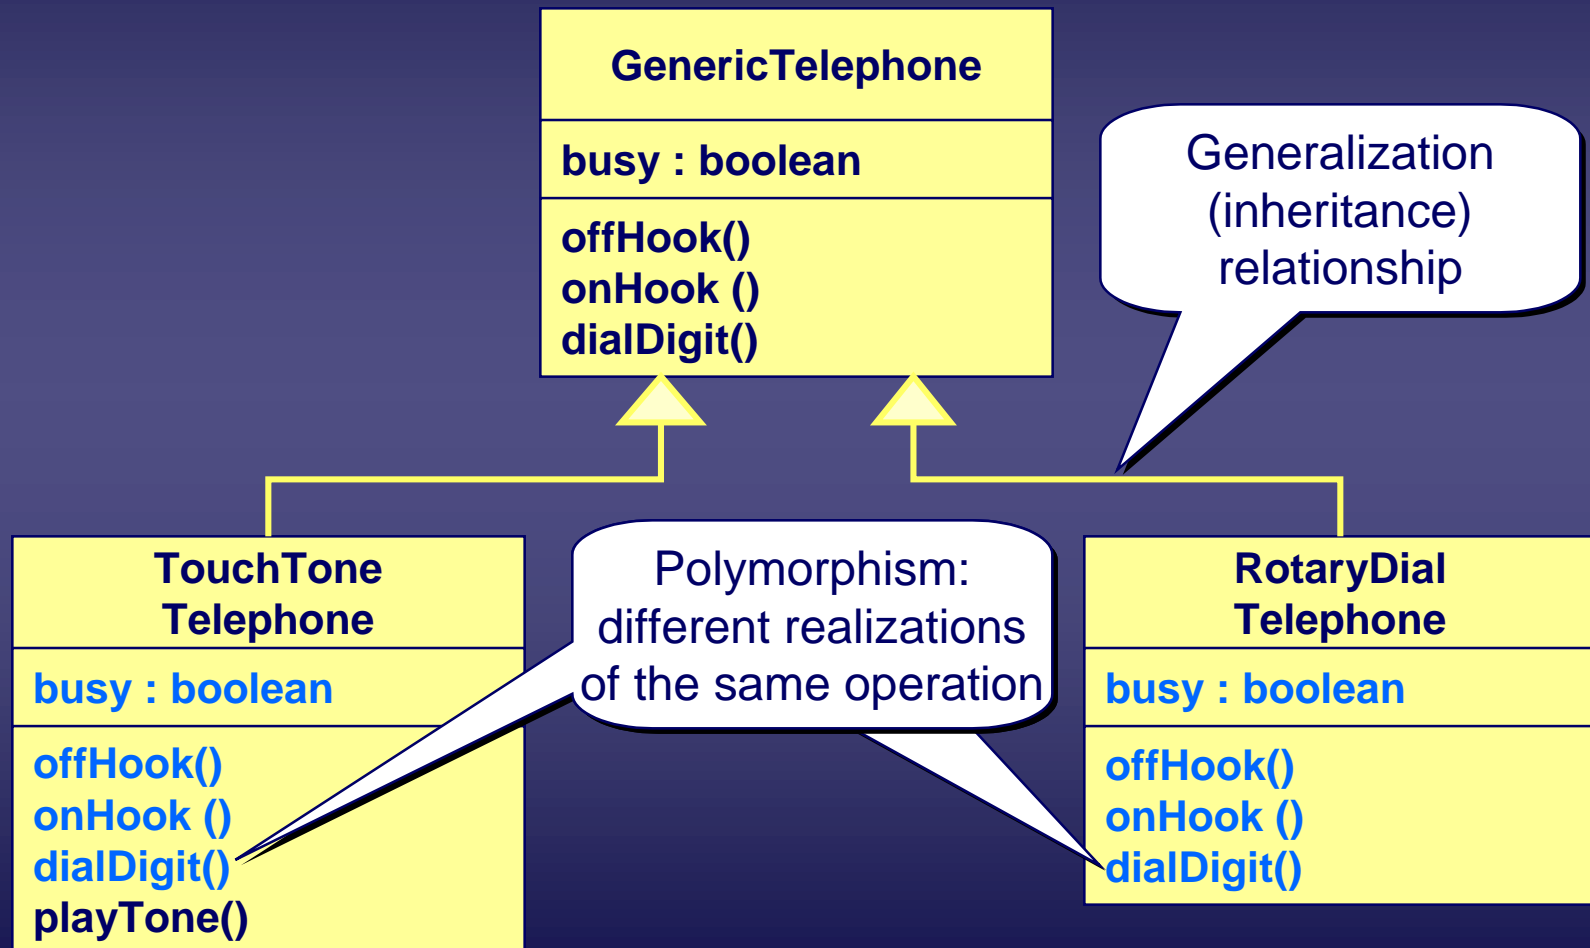 GenericTelephone
busy : boolean
offHook()
onHook ()
dialDigit()
Generalization
(inheritance)
relationship
TouchTone
Telephone
busy : boolean
offHook()
onHook ()
dialDigit()
playTone()
Polymorphism:
different realizations
of the same operation
RotaryDial
Telephone
busy : boolean
offHook()
onHook ()
dialDigit()